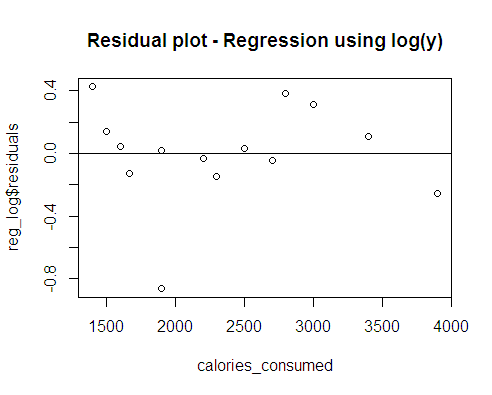 Residual plot - Regression using log(y)
reg_log$residuals
0.4
0.0
-0.4
-0.8
1500 2000 2500 3000 3500 4000
calories_consumed